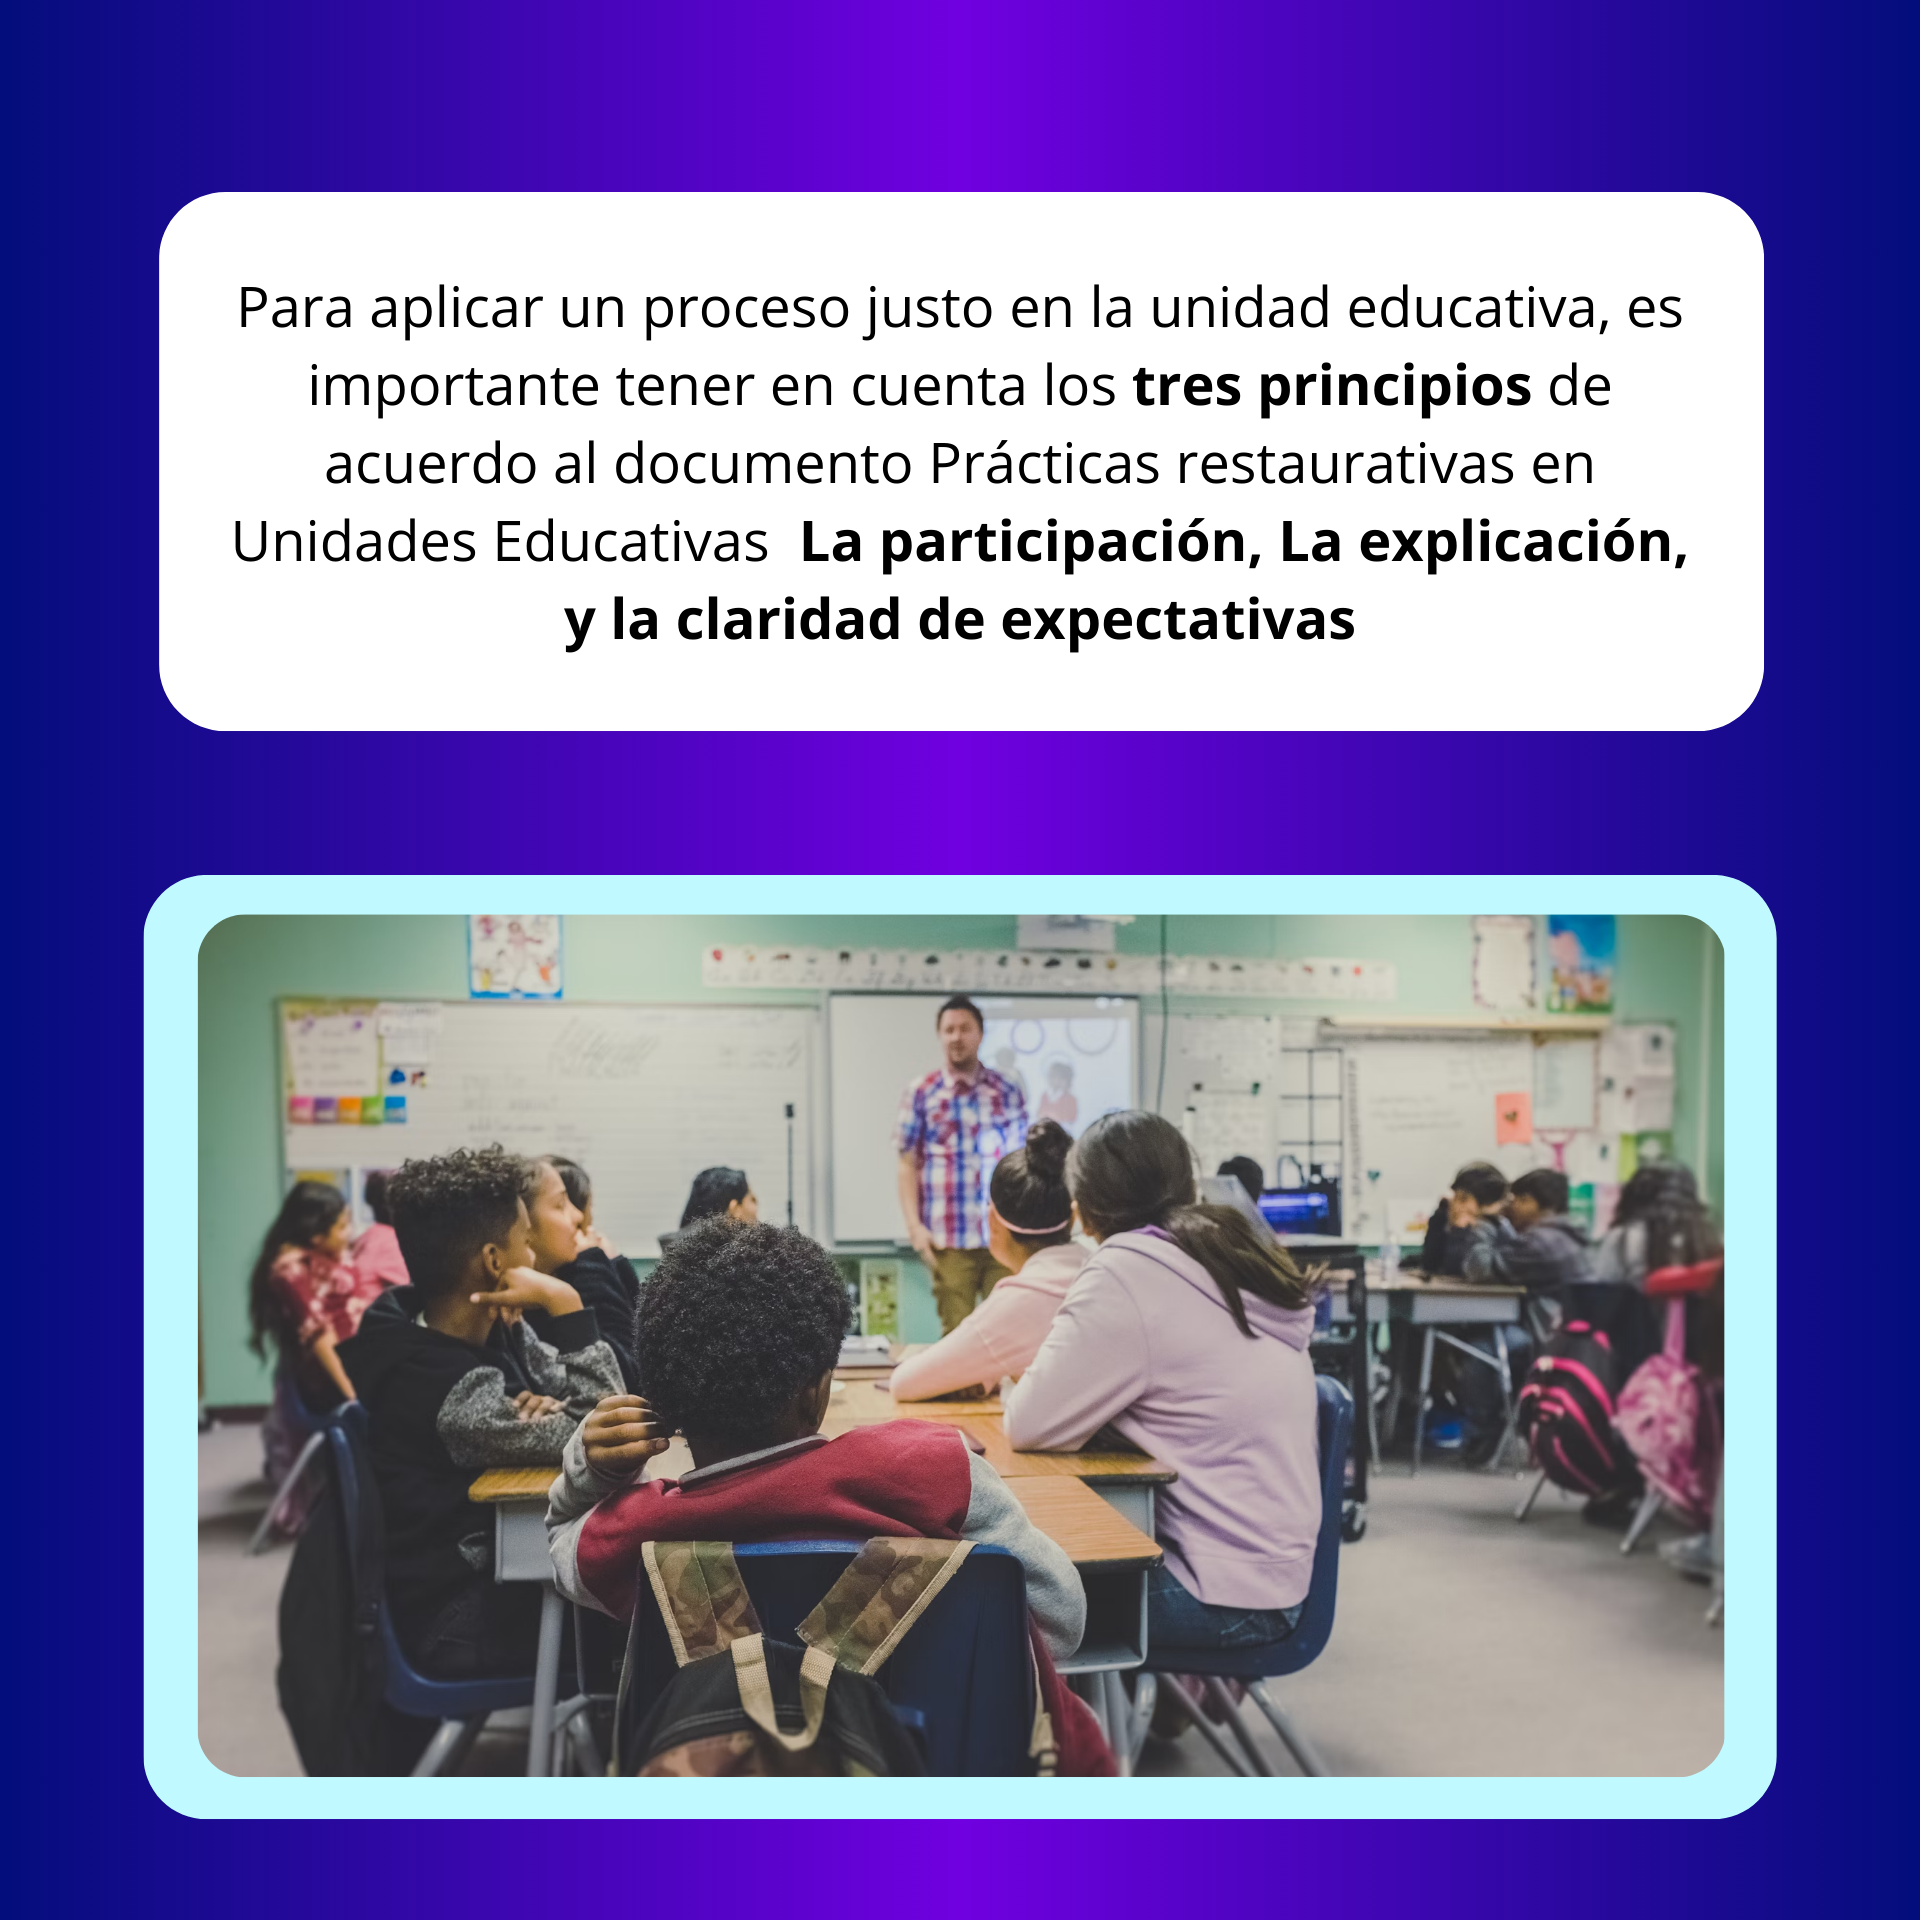 Para aplicar un proceso justo en la unidad educativa, es
importante tener en cuenta los tres principios de
acuerdo al documento Prácticas restaurativas en
Unidades Educativas  La participación, La explicación,
y la claridad de expectativas